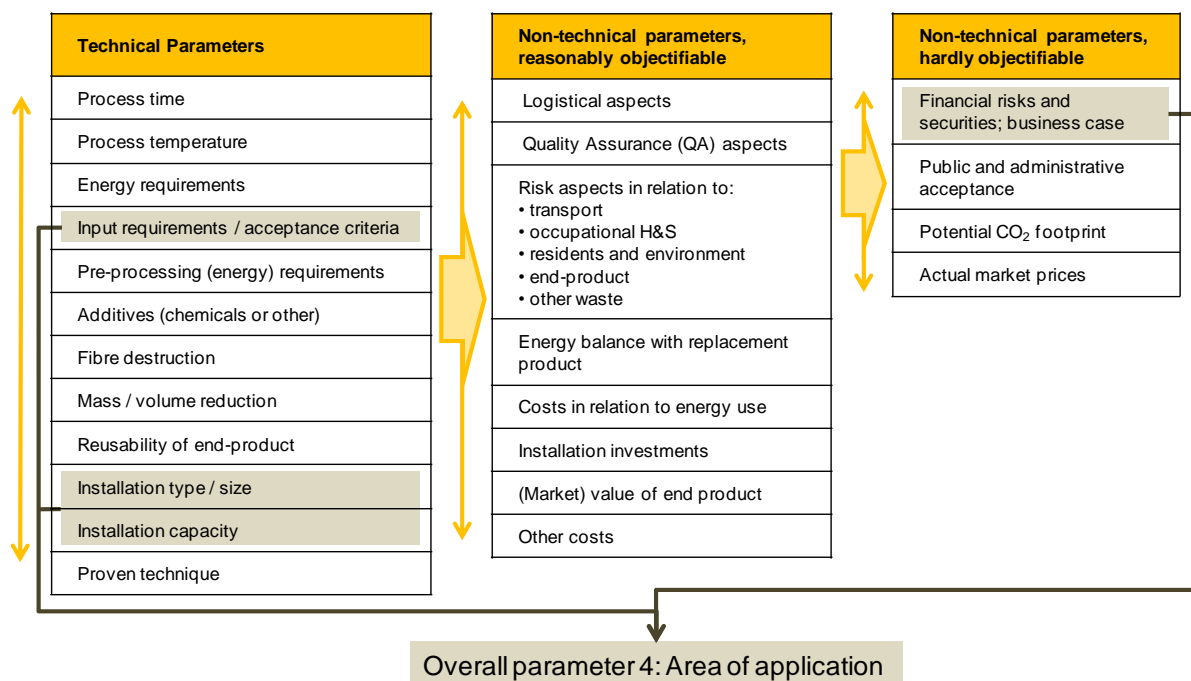 Technical Parameters
Process time
Process temperature
Energy requirements
Input requirements / acceptance criteria
Pre-processing (energy) requirements
Additives (chemicals or other)
Fibre destruction
Mass / volume reduction
Reusability of end-product
Installation type / size
Installation capacity
Proven technique
Non-technical parameters,
reasonably objectifiable
Logistical aspects
Quality Assurance (QA) aspects
Risk aspects in relation to:
• transport
• occupational H&S
• residents and environment
• end-product
• other waste
Energy balance with replacement
product
Costs in relation to energy use
Installation investments
(Market) value of end product
Other costs
Non-technical parameters,
hardly objectifiable
Financial risks and
securities; business case
Public and administrative
acceptance
Potential CO₂ footprint
Actual market prices
Overall parameter 4: Area of application